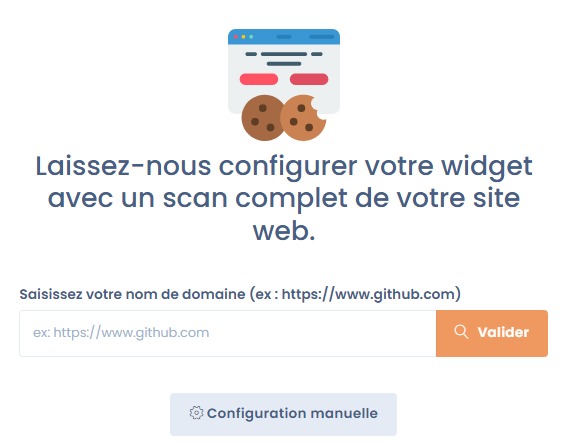 Laissez-nous configurer votre widget
avec un scan complet de votre site
web.
Saisissez votre nom de domaine (ex : https://www.github.com)
ex: https://www.github.com
Valider
Configuration manuelle